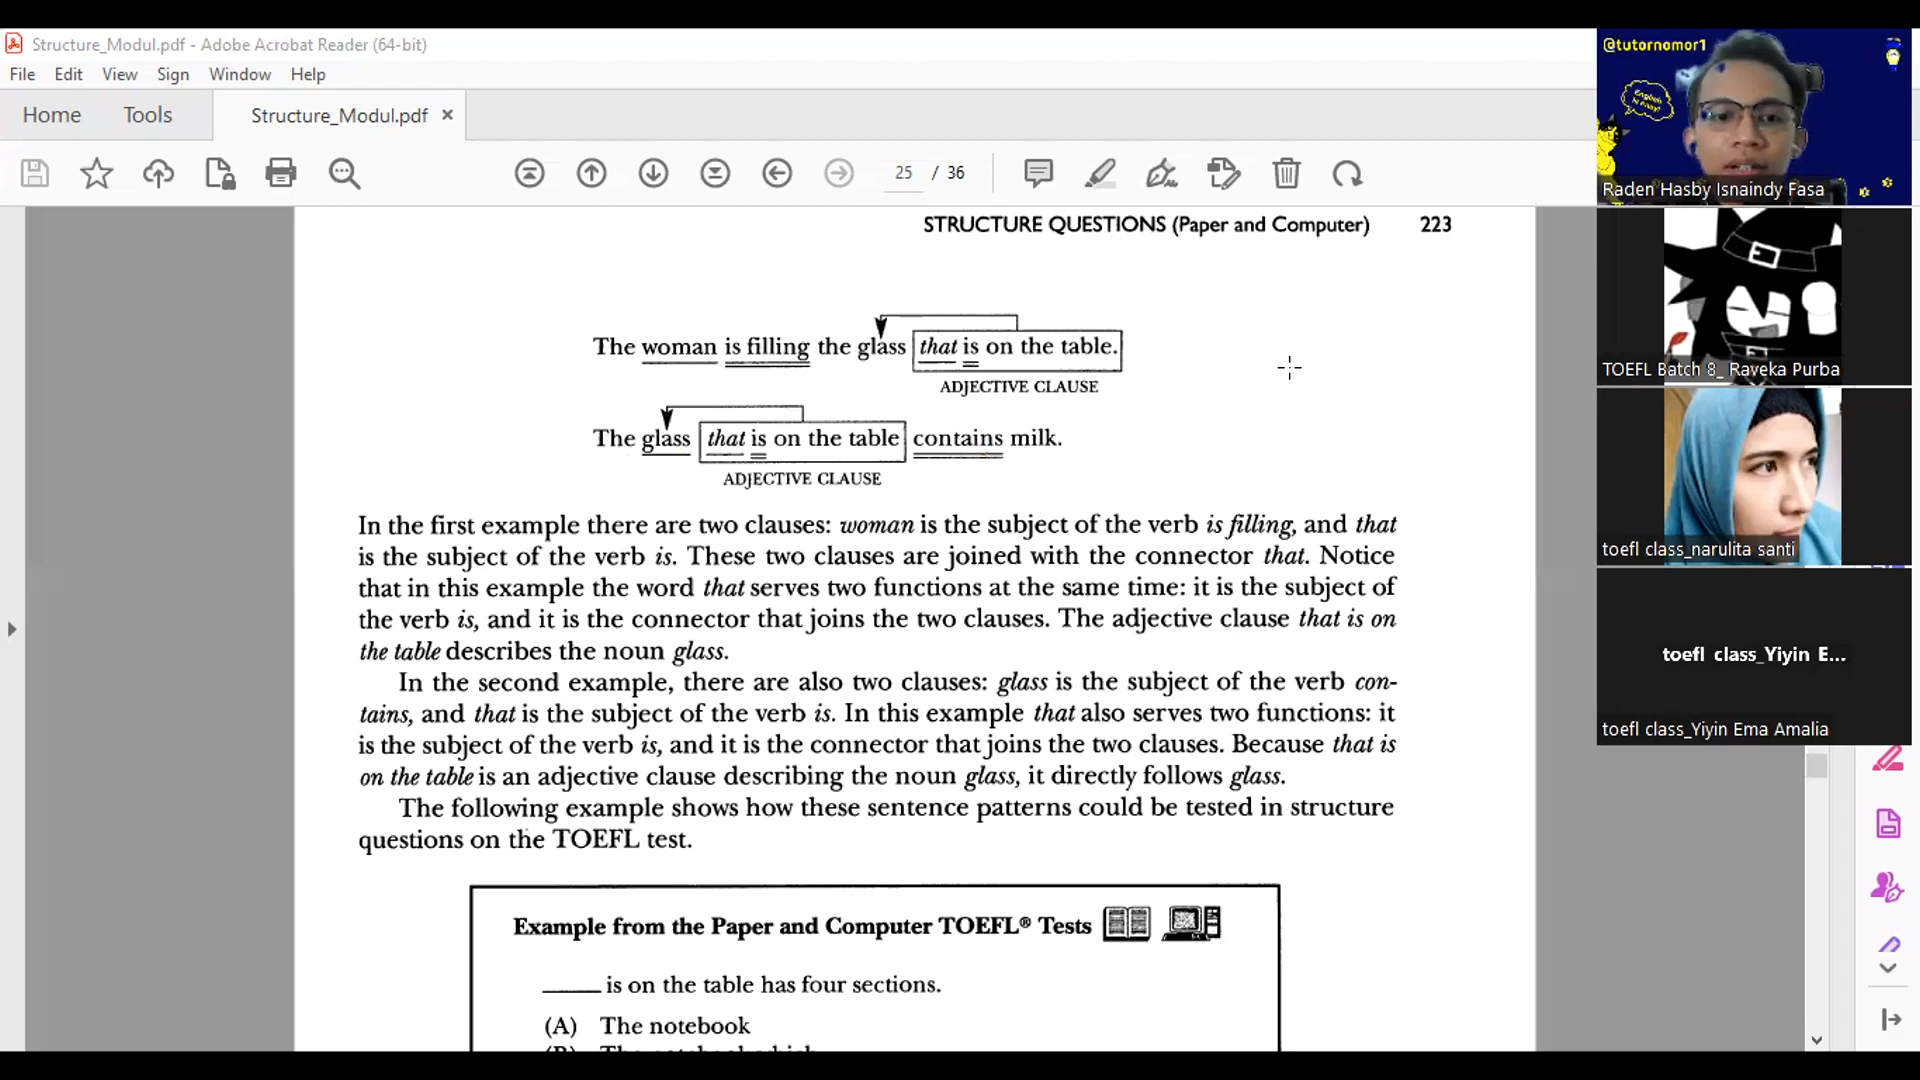 Structure_Modul.pdf - Adobe Acrobat Reader (64-bit)
File Edit View Sign Window Help
Home Tools Structure_Modul.pdf ×
25 / 36
STRUCTURE QUESTIONS (Paper and Computer) 223
The woman is filling the glass that is on the table.
ADJECTIVE CLAUSE
The glass that is on the table contains milk.
ADJECTIVE CLAUSE
In the first example there are two clauses: woman is the subject of the verb is filling, and that
is the subject of the verb is. These two clauses are joined with the connector that. Notice
that in this example the word that serves two functions at the same time: it is the subject of
the verb is, and it is the connector that joins the two clauses. The adjective clause that is on
the table describes the noun glass.
In the second example, there are also two clauses: glass is the subject of the verb con-
tains, and that is the subject of the verb is. In this example that also serves two functions: it
is the subject of the verb is, and it is the connector that joins the two clauses. Because that is
on the table is an adjective clause describing the noun glass, it directly follows glass.
The following example shows how these sentence patterns could be tested in structure
questions on the TOEFL test.
Example from the Paper and Computer TOEFL® Tests
_____ is on the table has four sections.
(A) The notebook
@tutornomor1
English is easy!
Raden Hasby Isnaindy Fasa
TOEFL Batch 8_ Raveka Purba
toefl class_narulita santi
toefl class_Yiyin E...
toefl class_Yiyin Ema Amalia